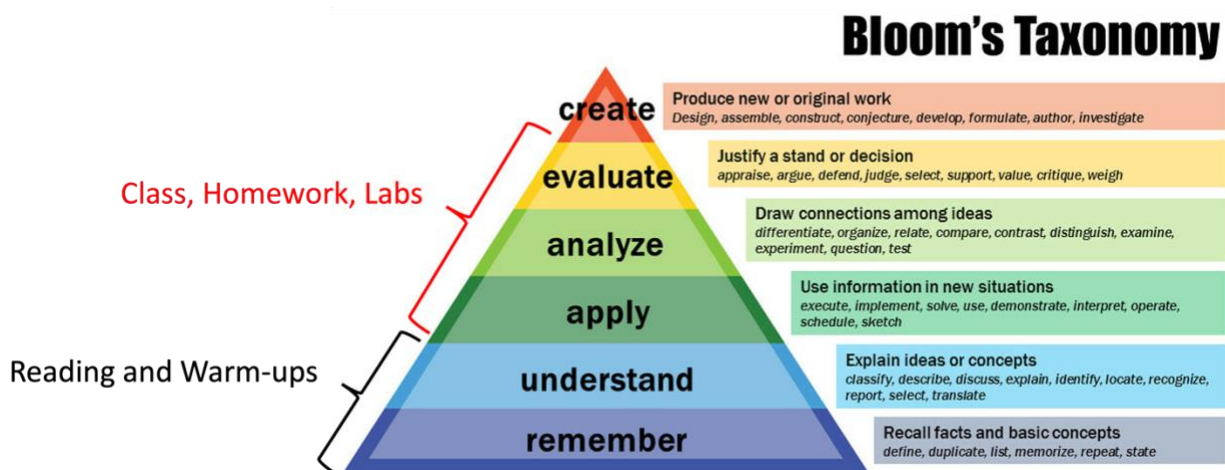 Bloom's Taxonomy
create
Produce new or original work
Design, assemble, construct, conjecture, develop, formulate, author, investigate
evaluate
Justify a stand or decision
appraise, argue, defend, judge, select, support, value, critique, weigh
Class, Homework, Labs
analyze
Draw connections among ideas
differentiate, organize, relate, compare, contrast, distinguish, examine,
experiment, question, test
apply
Use information in new situations
execute, implement, solve, use, demonstrate, interpret, operate,
schedule, sketch
Reading and Warm-ups
understand
Explain ideas or concepts
classify, describe, discuss, explain, identify, locate, recognize,
report, select, translate
remember
Recall facts and basic concepts
define, duplicate, list, memorize, repeat, state